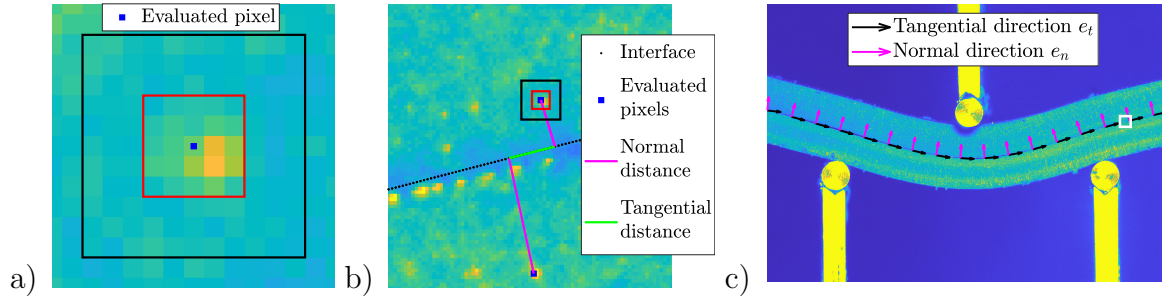 Evaluated pixel
a)
Interface
Evaluated
pixels
Normal
distance
Tangential
distance
b)
Tangential direction e_t
Normal direction e_n
c)